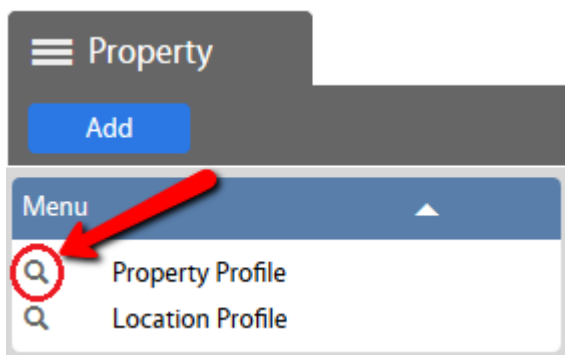 Property
Add
Menu
Property Profile
Location Profile